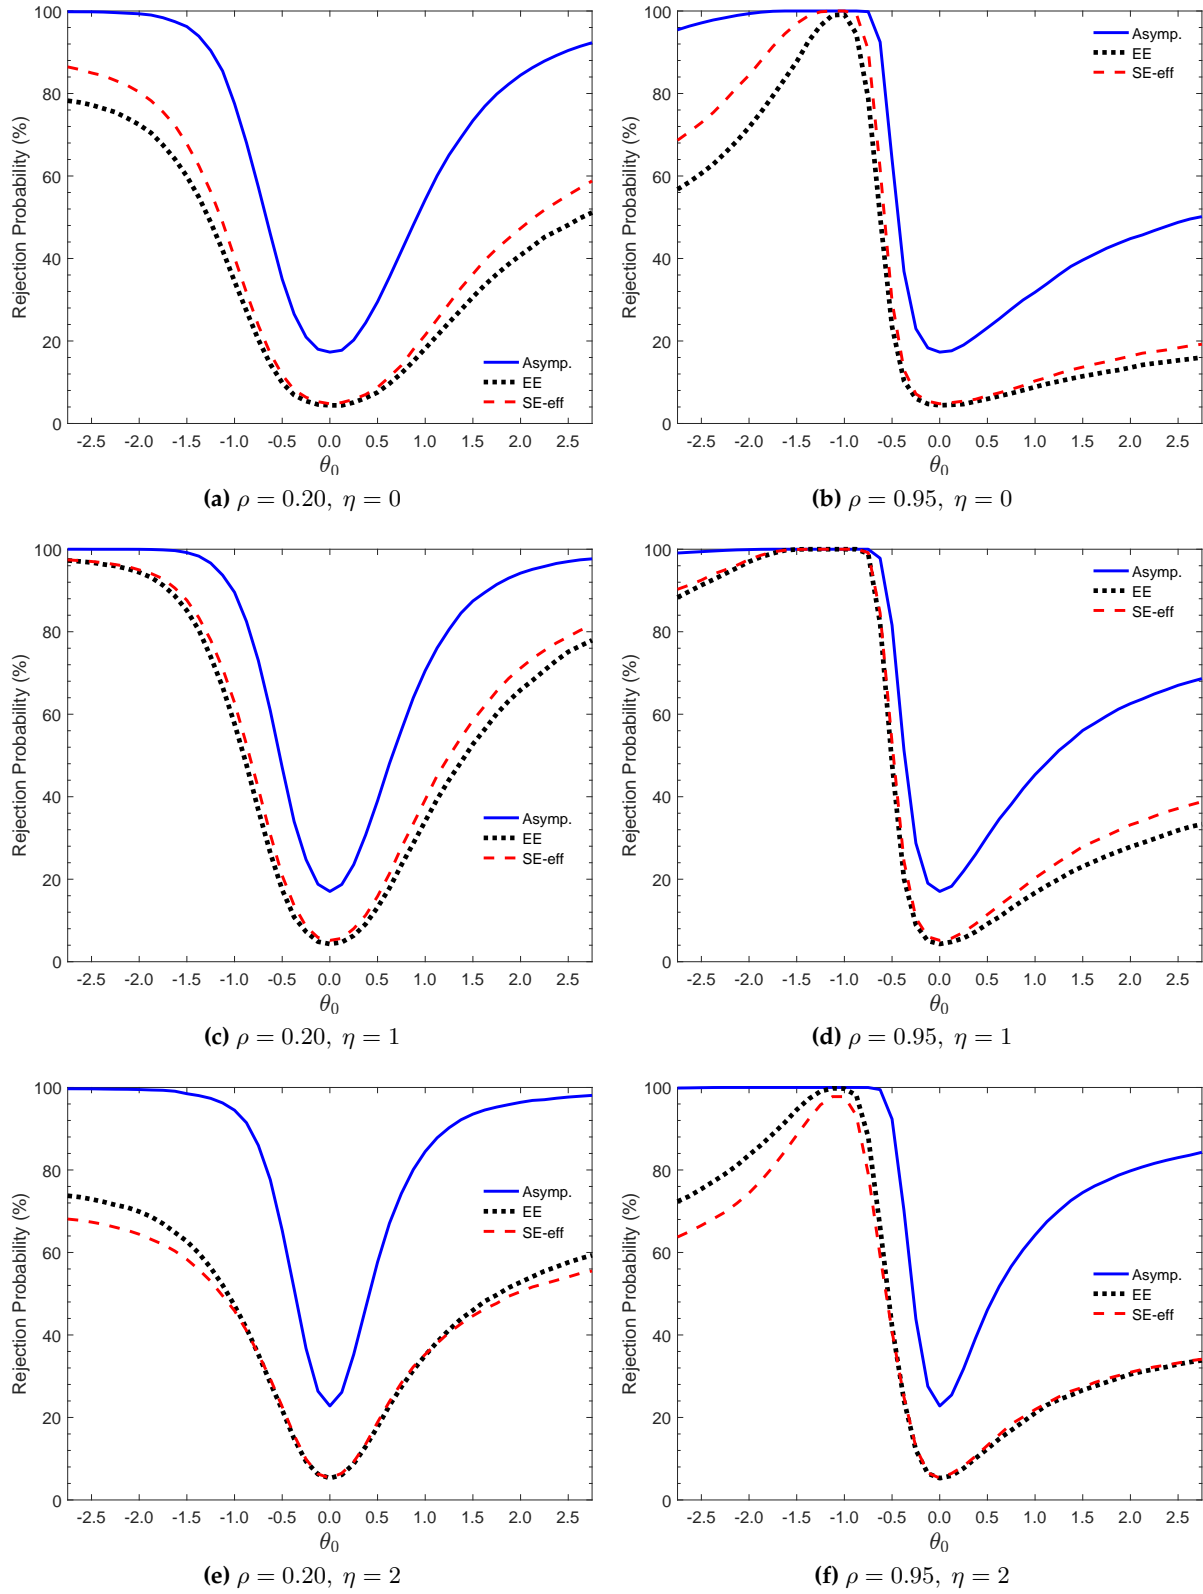 Rejection Probability (%)
100
80
60
40
20
0
Asymp.
EE
SE-eff
-2.5 -2.0 -1.5 -1.0 -0.5 0.0 0.5 1.0 1.5 2.0 2.5
θ₀
(a) ρ = 0.20, η = 0
Rejection Probability (%)
100
80
60
40
20
0
Asymp.
EE
SE-eff
-2.5 -2.0 -1.5 -1.0 -0.5 0.0 0.5 1.0 1.5 2.0 2.5
θ₀
(b) ρ = 0.95, η = 0
Rejection Probability (%)
100
80
60
40
20
0
Asymp.
EE
SE-eff
-2.5 -2.0 -1.5 -1.0 -0.5 0.0 0.5 1.0 1.5 2.0 2.5
θ₀
(c) ρ = 0.20, η = 1
Rejection Probability (%)
100
80
60
40
20
0
Asymp.
EE
SE-eff
-2.5 -2.0 -1.5 -1.0 -0.5 0.0 0.5 1.0 1.5 2.0 2.5
θ₀
(d) ρ = 0.95, η = 1
Rejection Probability (%)
100
80
60
40
20
0
Asymp.
EE
SE-eff
-2.5 -2.0 -1.5 -1.0 -0.5 0.0 0.5 1.0 1.5 2.0 2.5
θ₀
(e) ρ = 0.20, η = 2
Rejection Probability (%)
100
80
60
40
20
0
Asymp.
EE
SE-eff
-2.5 -2.0 -1.5 -1.0 -0.5 0.0 0.5 1.0 1.5 2.0 2.5
θ₀
(f) ρ = 0.95, η = 2